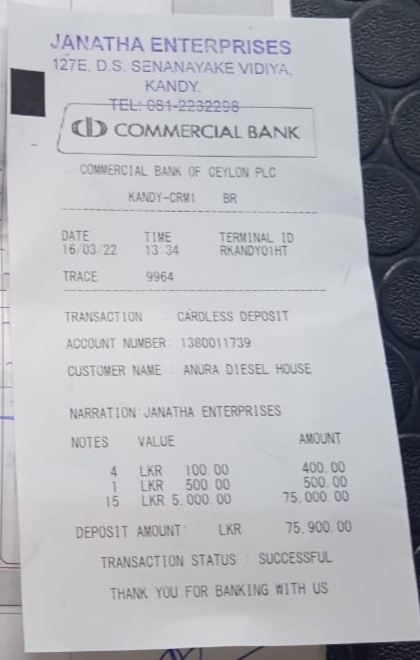 JANATHA ENTERPRISES
127E, D.S. SENANAYAKE VIDIYA,
KANDY.
TEL: 081-2232298
COMMERCIAL BANK
COMMERCIAL BANK OF CEYLON PLC
KANDY-CRM1 BR
DATE TIME TERMINAL ID
16/03/22 13:34 RKANDY01HT
TRACE 9964
TRANSACTION : CARDLESS DEPOSIT
ACCOUNT NUMBER: 1380011739
CUSTOMER NAME : ANURA DIESEL HOUSE
NARRATION:JANATHA ENTERPRISES
NOTES VALUE AMOUNT
4 LKR 100.00 400.00
1 LKR 500.00 500.00
15 LKR 5,000.00 75,000.00
DEPOSIT AMOUNT: LKR 75,900.00
TRANSACTION STATUS : SUCCESSFUL
THANK YOU FOR BANKING WITH US